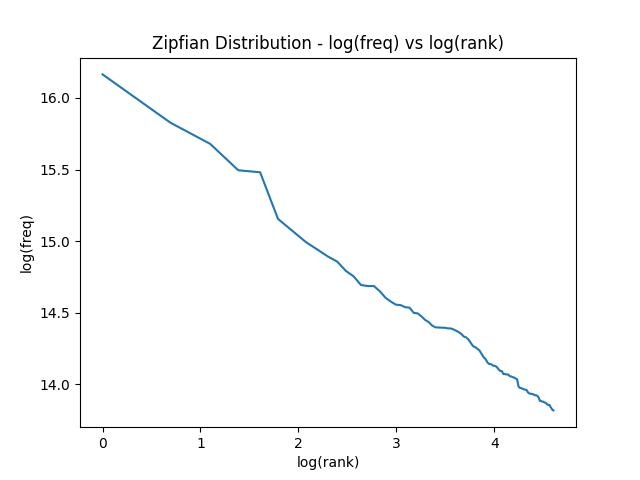 Zipfian Distribution - log(freq) vs log(rank)
16.0
15.5
15.0
14.5
14.0
log(freq)
0 1 2 3 4
log(rank)